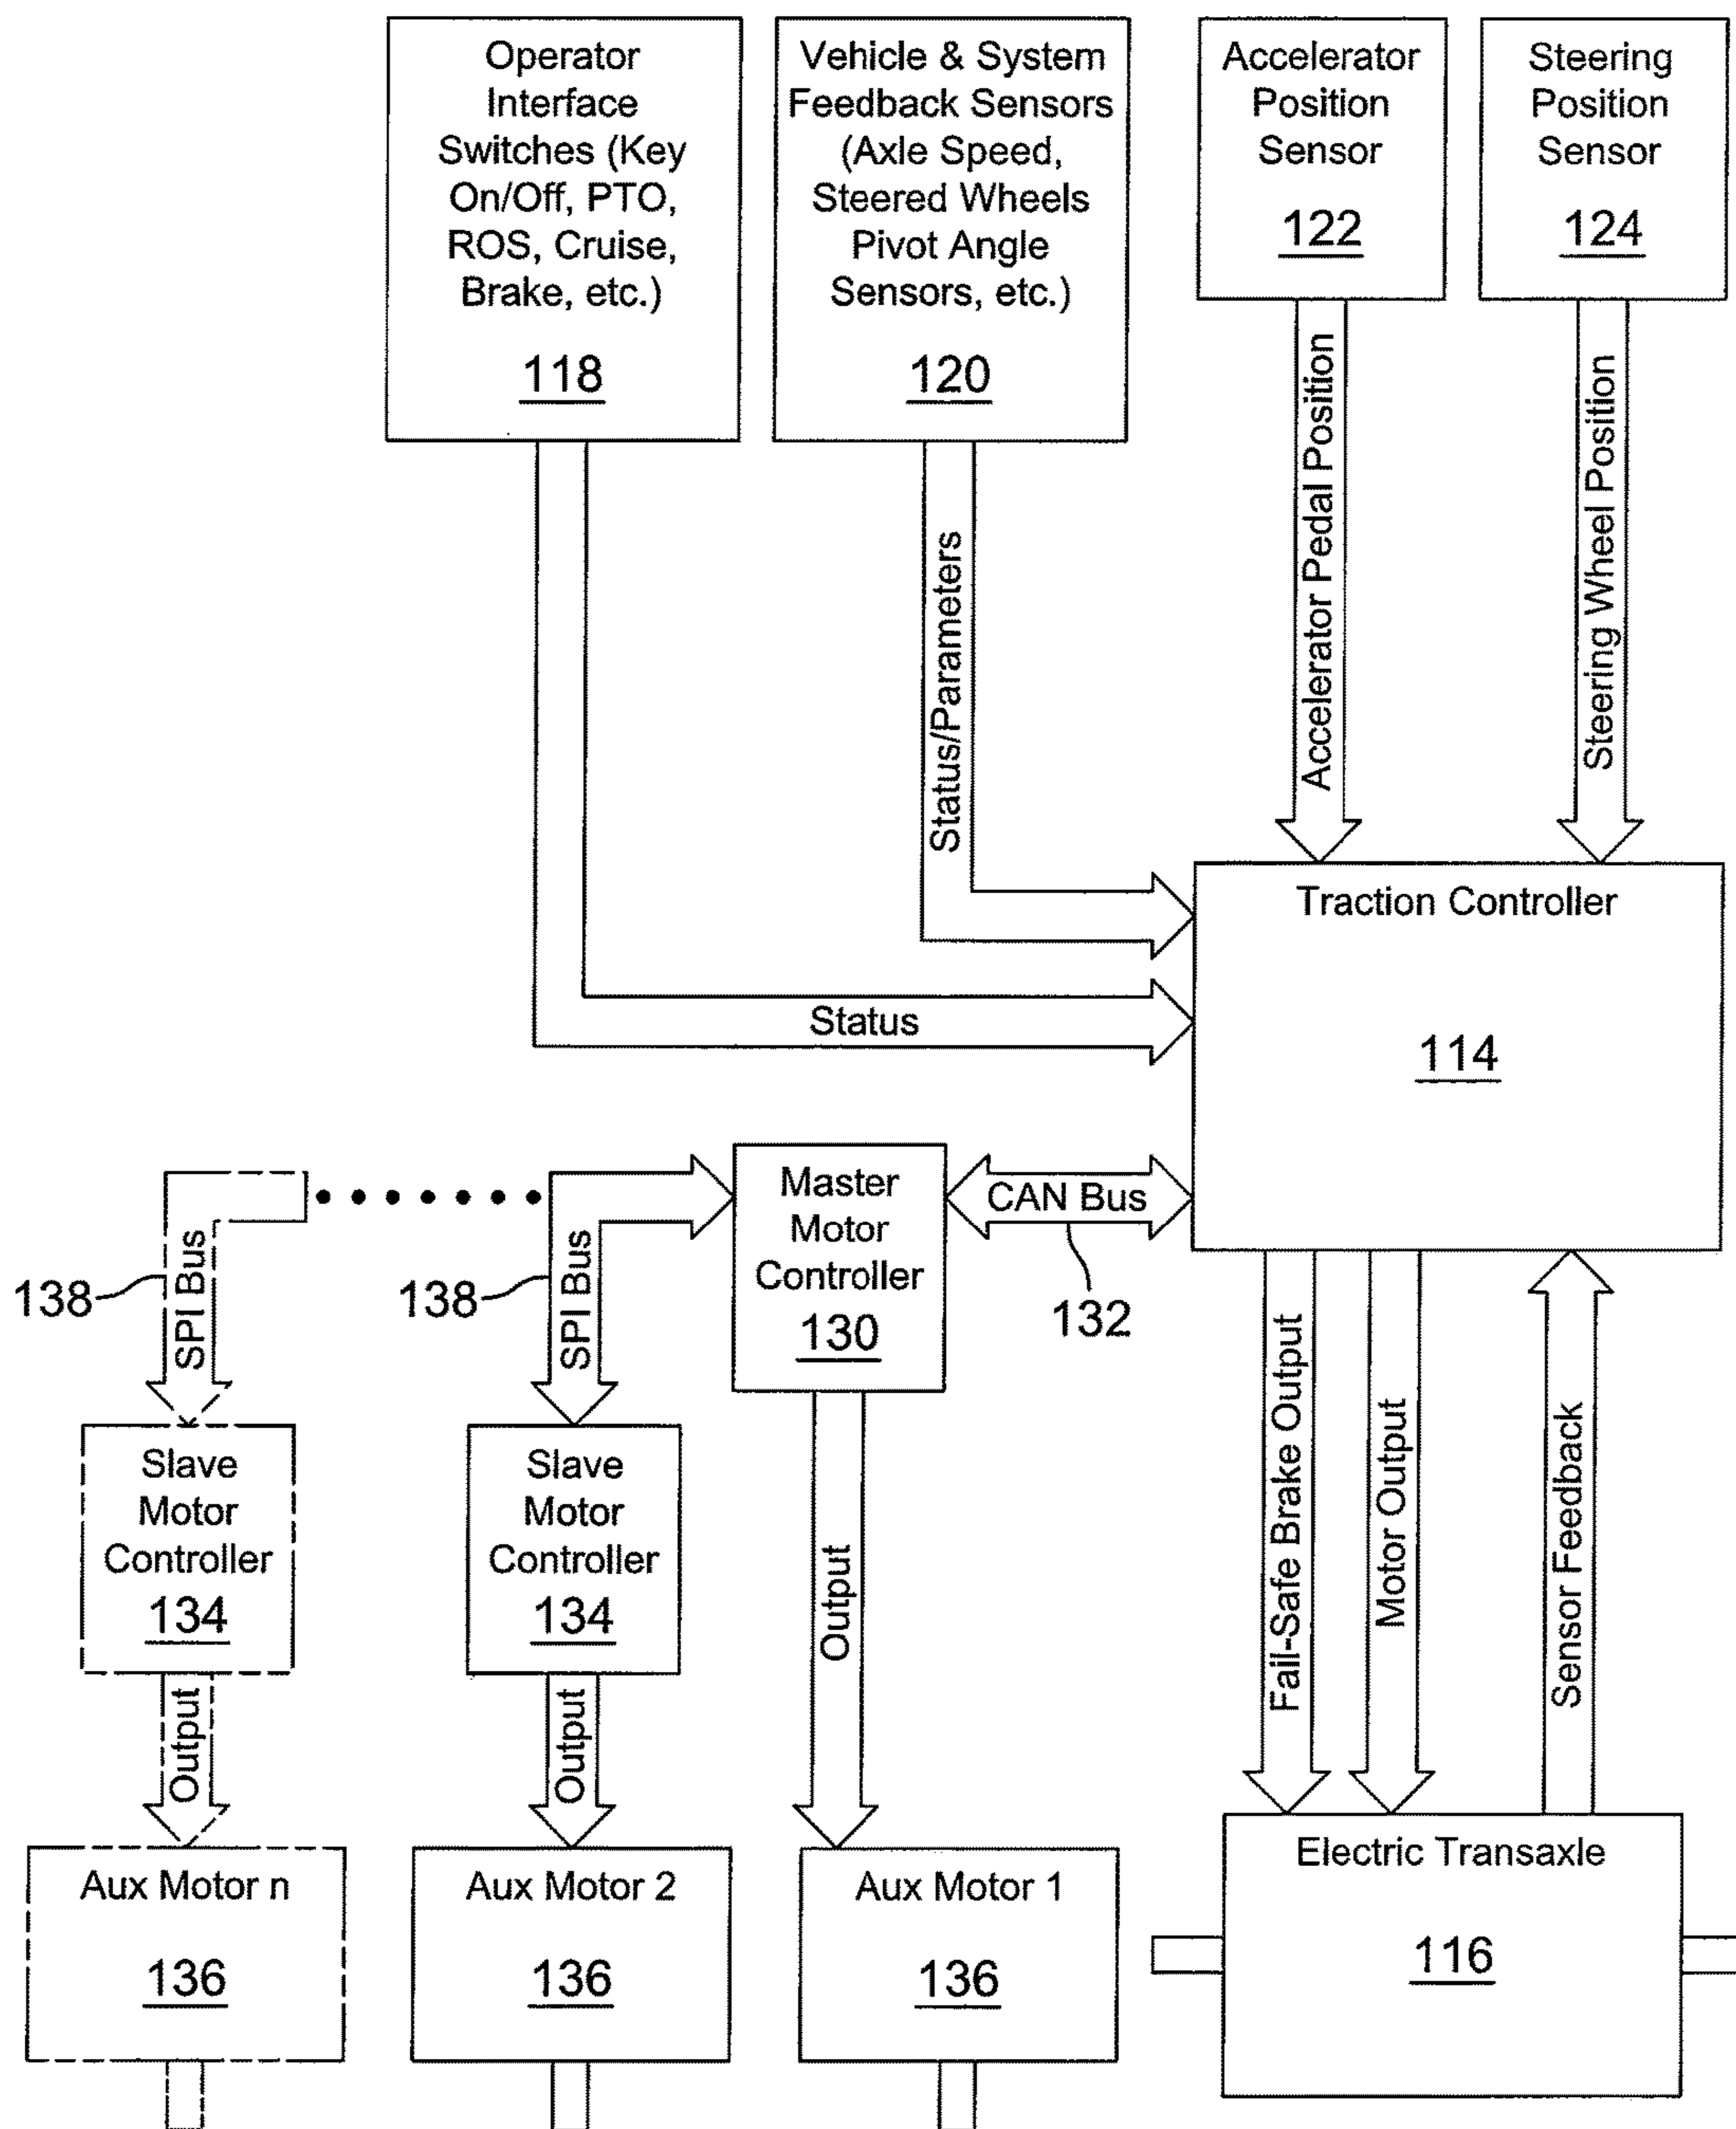 Operator
Interface
Switches (Key
On/Off, PTO,
ROS, Cruise,
Brake, etc.)
118
Vehicle & System
Feedback Sensors
(Axle Speed,
Steered Wheels
Pivot Angle
Sensors, etc.)
120
Accelerator
Position
Sensor
122
Steering
Position
Sensor
124
Status/Parameters
Accelerator Pedal Position
Steering Wheel Position
Status
Traction Controller
114
Master
Motor
Controller
130
CAN Bus
132
SPI Bus
138
SPI Bus
138
Slave
Motor
Controller
134
Slave
Motor
Controller
134
Output
Output
Output
Fail-Safe Brake Output
Motor Output
Sensor Feedback
Aux Motor n
136
Aux Motor 2
136
Aux Motor 1
136
Electric Transaxle
116